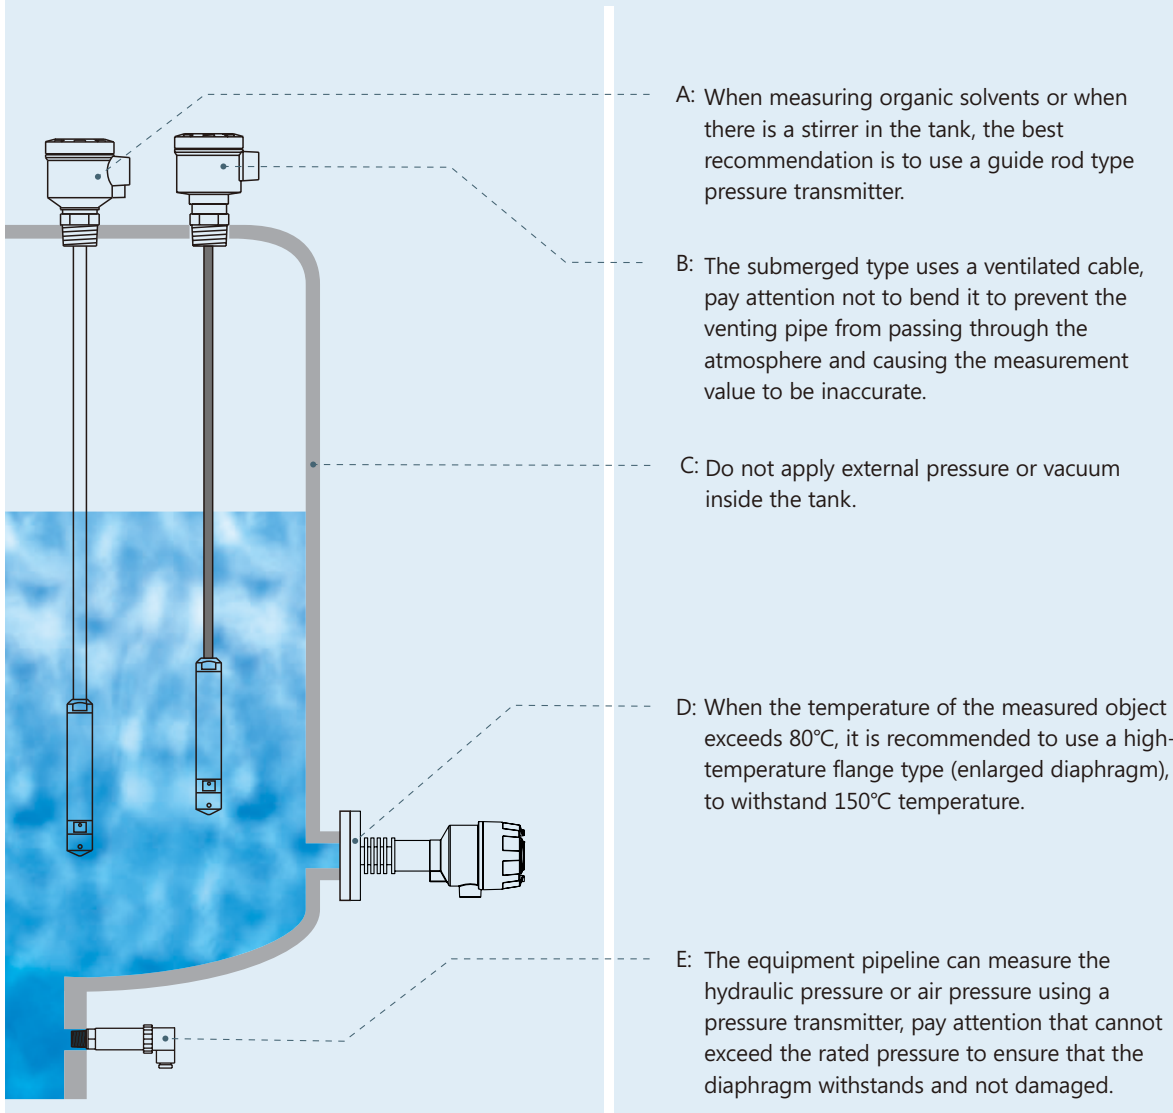 A: When measuring organic solvents or when
there is a stirrer in the tank, the best
recommendation is to use a guide rod type
pressure transmitter.
B: The submerged type uses a ventilated cable,
pay attention not to bend it to prevent the
venting pipe from passing through the
atmosphere and causing the measurement
value to be inaccurate.
C: Do not apply external pressure or vacuum
inside the tank.
D: When the temperature of the measured object
exceeds 80℃, it is recommended to use a high-
temperature flange type (enlarged diaphragm),
to withstand 150℃ temperature.
E: The equipment pipeline can measure the
hydraulic pressure or air pressure using a
pressure transmitter, pay attention that cannot
exceed the rated pressure to ensure that the
diaphragm withstands and not damaged.